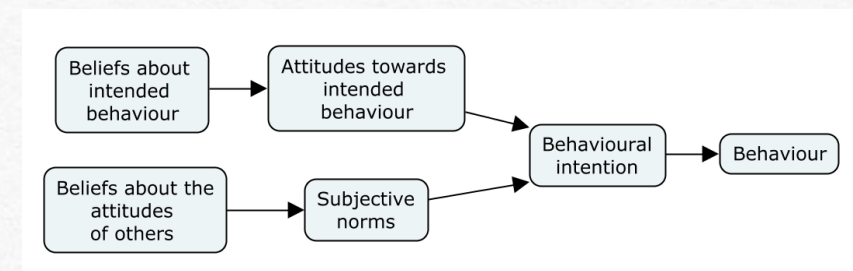 Beliefs about
intended
behaviour
Attitudes towards
intended
behaviour
Beliefs about the
attitudes
of others
Subjective
norms
Behavioural
intention
Behaviour